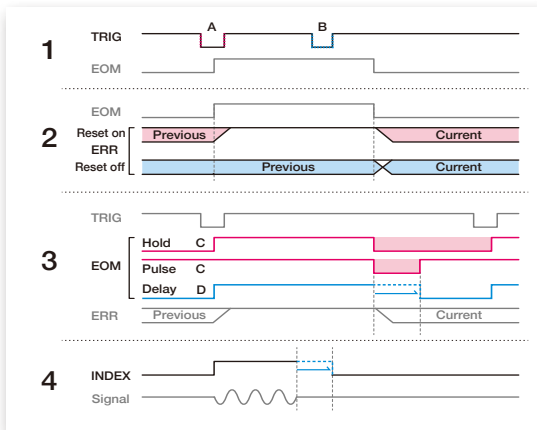 A B
1 TRIG
EOM
EOM
2 Reset on Previous Current
ERR
Reset off Previous Current
TRIG
3 Hold C
EOM Pulse C
Delay D
ERR Previous Current
4 INDEX
Signal